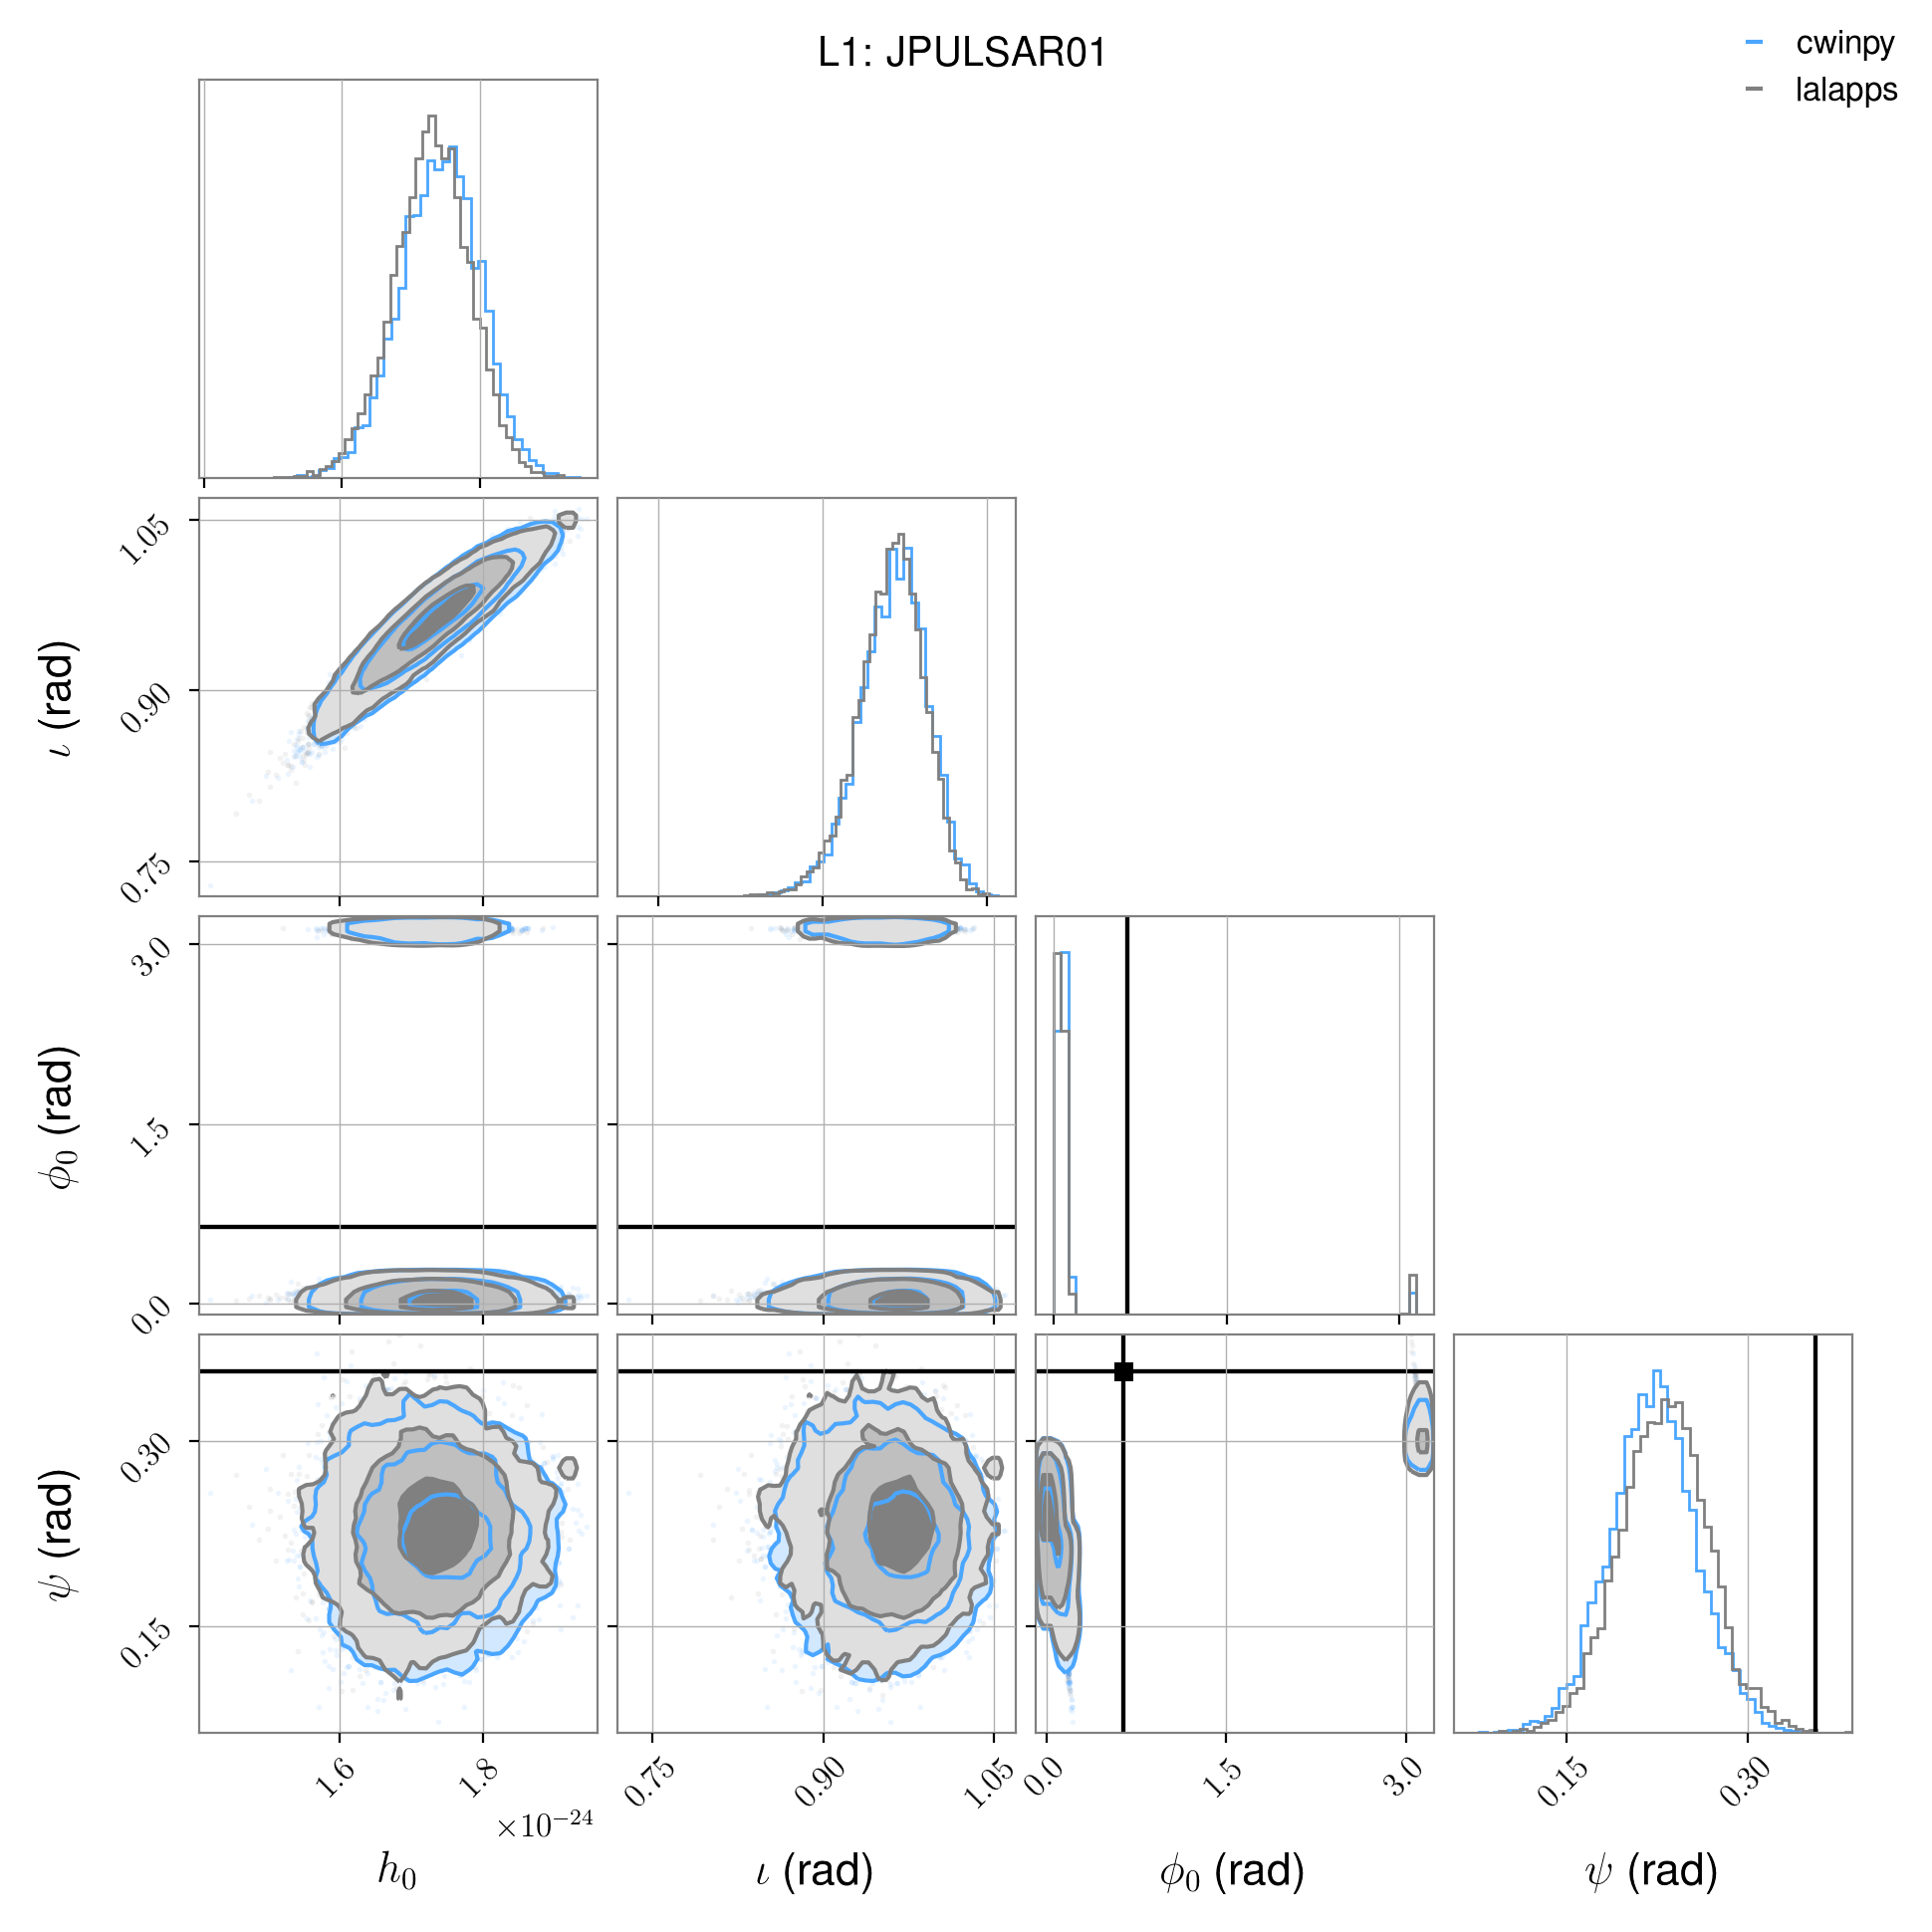 L1: JPULSAR01
cwinpy
lalapps
ι (rad)
1.05
0.90
0.75
ϕ₀ (rad)
3.0
1.5
0.0
ψ (rad)
0.30
0.15
1.6 1.8
×10⁻²⁴
h₀
0.75 0.90 1.05
ι (rad)
0.0 1.5 3.0
ϕ₀ (rad)
0.15 0.30
ψ (rad)